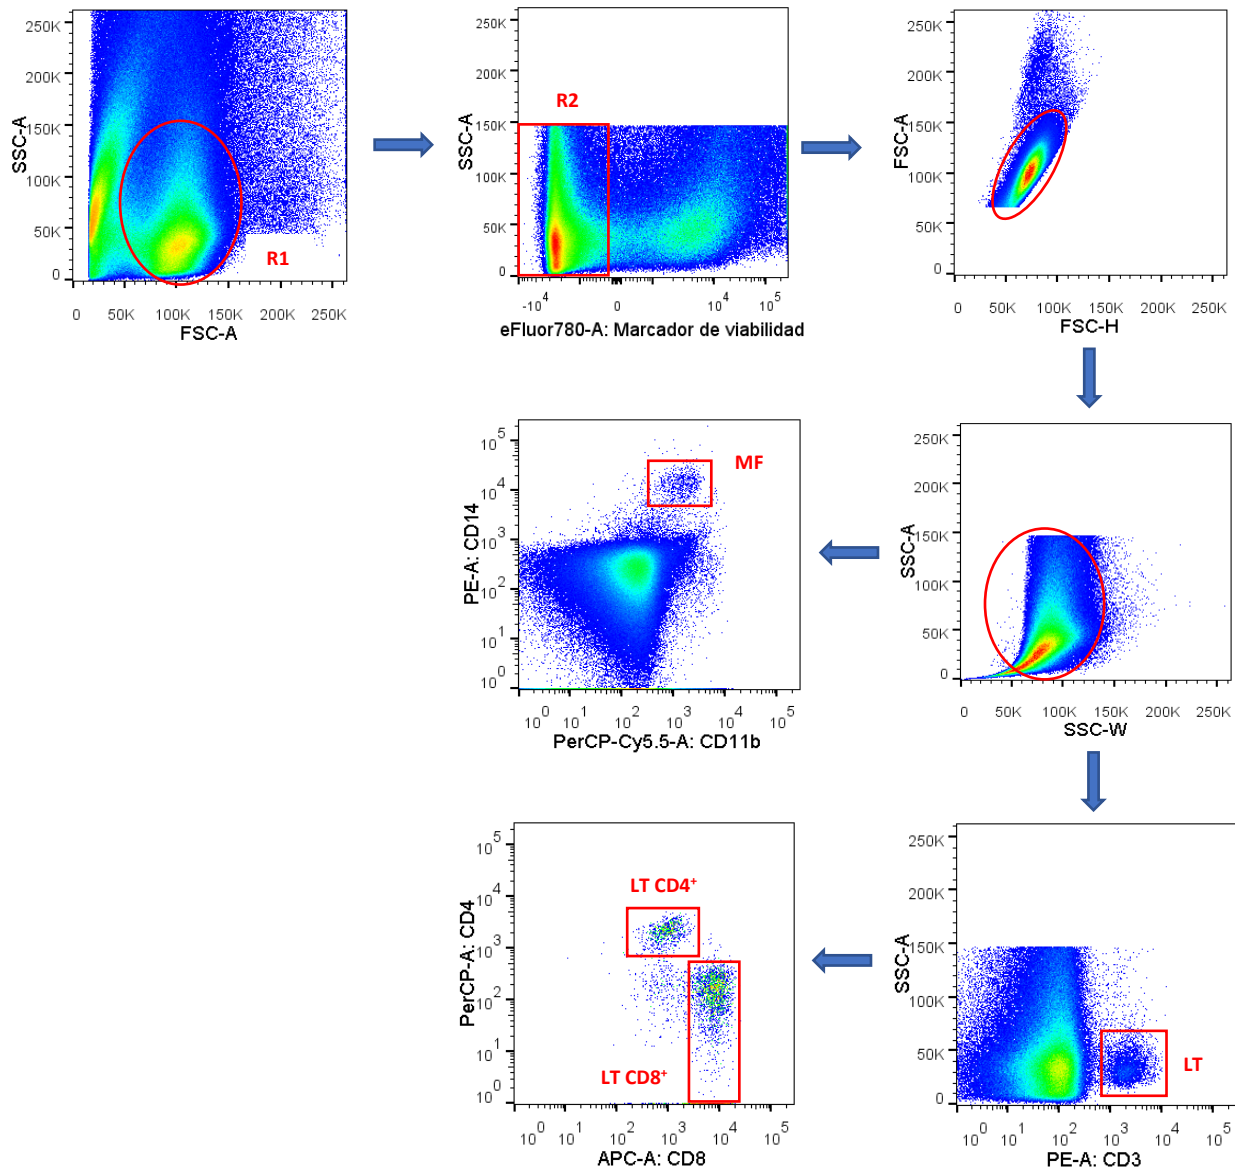 250K
200K
150K
100K
50K
0
SSC-A
R1
0 50K 100K 150K 200K 250K
FSC-A
250K
200K
150K
100K
50K
0
SSC-A
R2
-10⁴ 0 10⁴ 10⁵
eFluor780-A: Marcador de viabilidad
250K
200K
150K
100K
50K
0
FSC-A
0 50K 100K 150K 200K 250K
FSC-H
10⁵
10⁴
10³
10²
10¹
10⁰
PE-A: CD14
MF
10⁰ 10¹ 10² 10³ 10⁴ 10⁵
PerCP-Cy5.5-A: CD11b
250K
200K
150K
100K
50K
0
SSC-A
0 50K 100K 150K 200K 250K
SSC-W
10⁵
10⁴
10³
10²
10¹
10⁰
PerCP-A: CD4
LT CD4⁺
LT CD8⁺
10⁰ 10¹ 10² 10³ 10⁴ 10⁵
APC-A: CD8
250K
200K
150K
100K
50K
0
SSC-A
LT
10⁰ 10¹ 10² 10³ 10⁴ 10⁵
PE-A: CD3